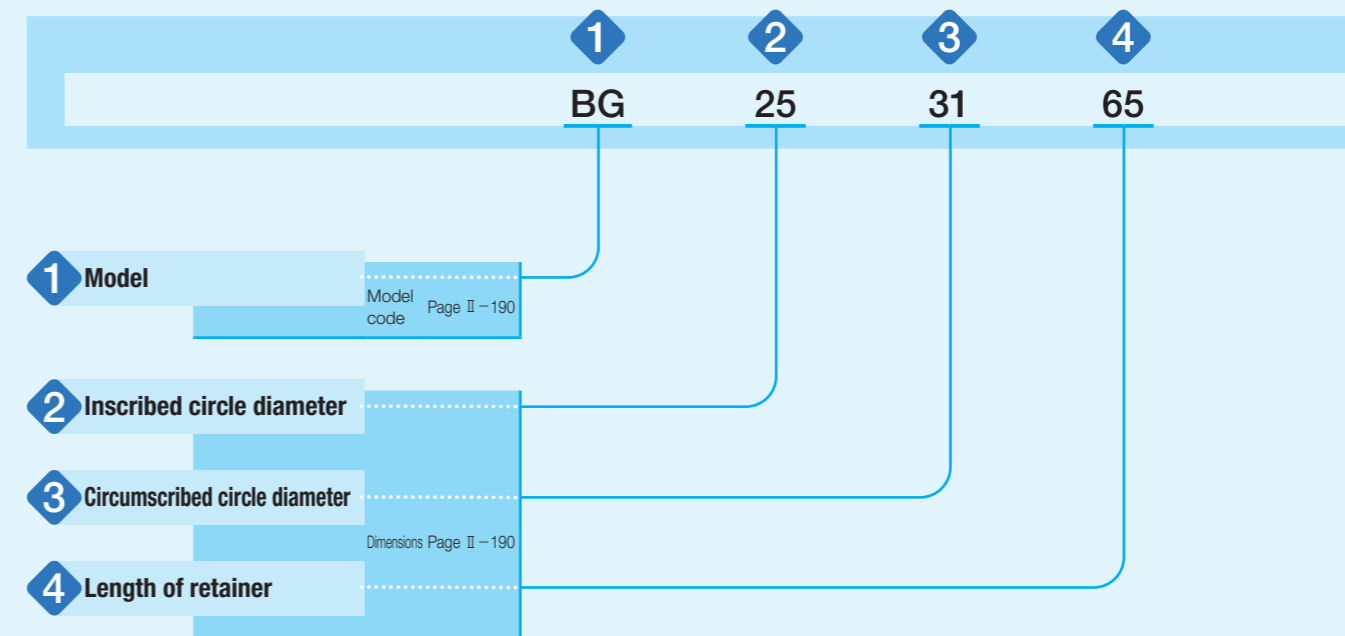 1 2 3 4
BG 25 31 65
1 Model
Model
code Page Ⅱ－190
2 Inscribed circle diameter
3 Circumscribed circle diameter
Dimensions Page Ⅱ－190
4 Length of retainer